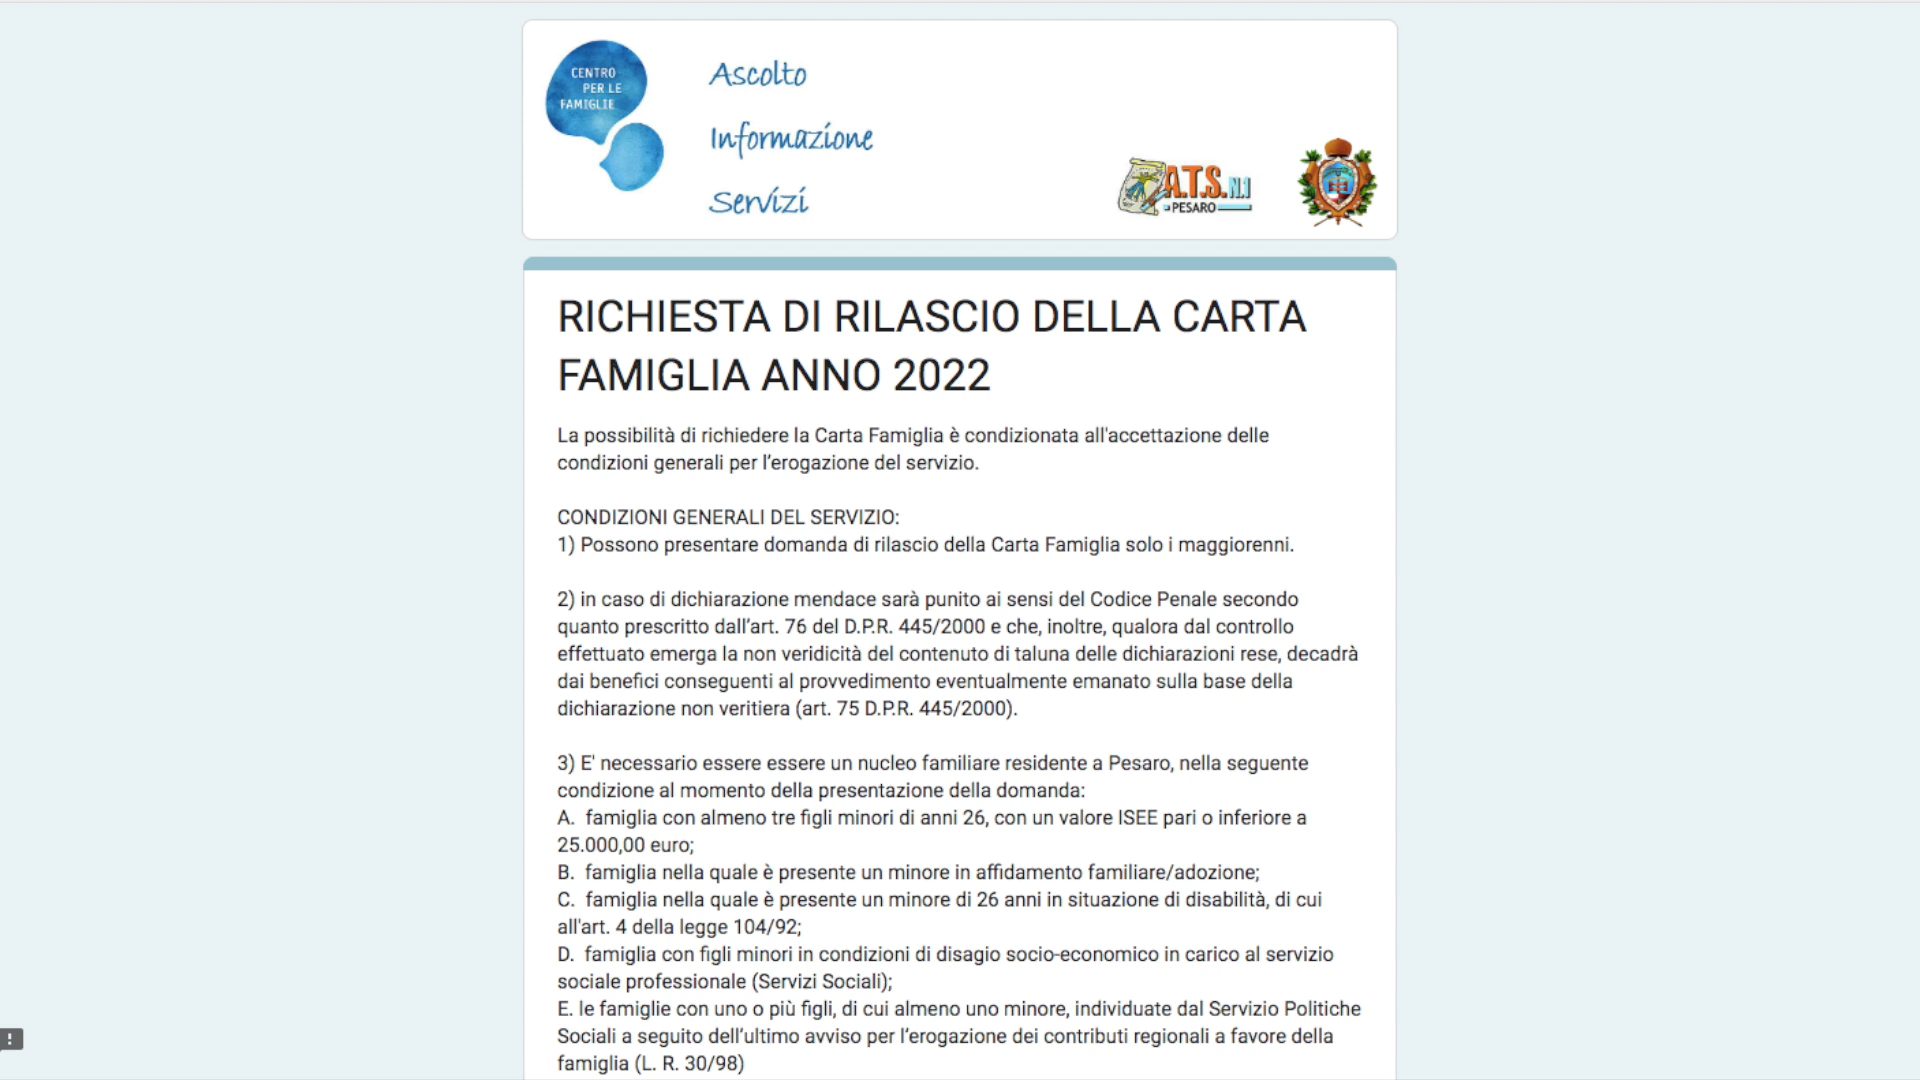 CENTRO
PER LE
FAMIGLIE
Ascolto
Informazione
Servizi
A.T.S. N.1
PESARO
RICHIESTA DI RILASCIO DELLA CARTA
FAMIGLIA ANNO 2022
La possibilità di richiedere la Carta Famiglia è condizionata all'accettazione delle
condizioni generali per l’erogazione del servizio.
CONDIZIONI GENERALI DEL SERVIZIO:
1) Possono presentare domanda di rilascio della Carta Famiglia solo i maggiorenni.
2) in caso di dichiarazione mendace sarà punito ai sensi del Codice Penale secondo
quanto prescritto dall’art. 76 del D.P.R. 445/2000 e che, inoltre, qualora dal controllo
effettuato emerga la non veridicità del contenuto di taluna delle dichiarazioni rese, decadrà
dai benefici conseguenti al provvedimento eventualmente emanato sulla base della
dichiarazione non veritiera (art. 75 D.P.R. 445/2000).
3) E' necessario essere essere un nucleo familiare residente a Pesaro, nella seguente
condizione al momento della presentazione della domanda:
A. famiglia con almeno tre figli minori di anni 26, con un valore ISEE pari o inferiore a
25.000,00 euro;
B. famiglia nella quale è presente un minore in affidamento familiare/adozione;
C. famiglia nella quale è presente un minore di 26 anni in situazione di disabilità, di cui
all'art. 4 della legge 104/92;
D. famiglia con figli minori in condizioni di disagio socio-economico in carico al servizio
sociale professionale (Servizi Sociali);
E. le famiglie con uno o più figli, di cui almeno uno minore, individuate dal Servizio Politiche
Sociali a seguito dell’ultimo avviso per l’erogazione dei contributi regionali a favore della
famiglia (L. R. 30/98)